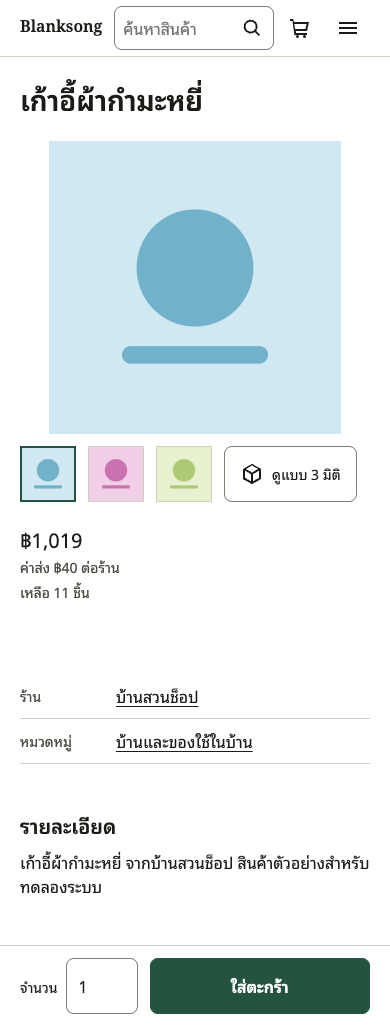 Blanksong
ค้นหาสินค้า
เก้าอี้ผ้ากำมะหยี่
ดูแบบ 3 มิติ
฿1,019
ค่าส่ง ฿40 ต่อร้าน
เหลือ 11 ชิ้น
ร้าน บ้านสวนช็อป
หมวดหมู่ บ้านและของใช้ในบ้าน
รายละเอียด
เก้าอี้ผ้ากำมะหยี่ จากบ้านสวนช็อป สินค้าตัวอย่างสำหรับ
ทดลองระบบ
จำนวน 1 ใส่ตะกร้า